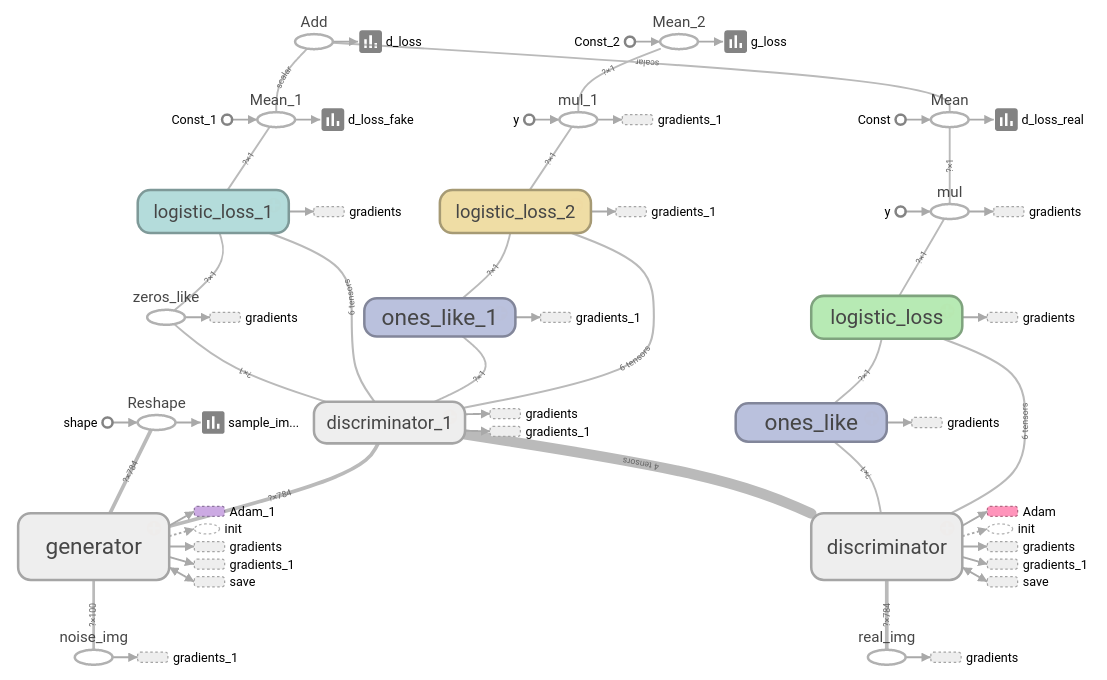 Add
d_loss
Mean_2
Const_2
g_loss
scalar
?×1
scalar
Mean_1
Const_1
d_loss_fake
mul_1
y
gradients_1
Mean
Const
d_loss_real
?×1
?×1
?×1
mul
y
gradients
logistic_loss_1
gradients
logistic_loss_2
gradients_1
?×1
?×1
?×1
zeros_like
gradients
6 tensors
ones_like_1
gradients_1
logistic_loss
gradients
6 tensors
?×1
?×1
?×1
Reshape
shape
sample_im...
discriminator_1
gradients
gradients_1
ones_like
gradients
6 tensors
?×784
4 tensors
?×1
?×784
generator
Adam_1
init
gradients
gradients_1
save
discriminator
Adam
init
gradients
gradients_1
save
?×100
?×784
noise_img
gradients_1
real_img
gradients